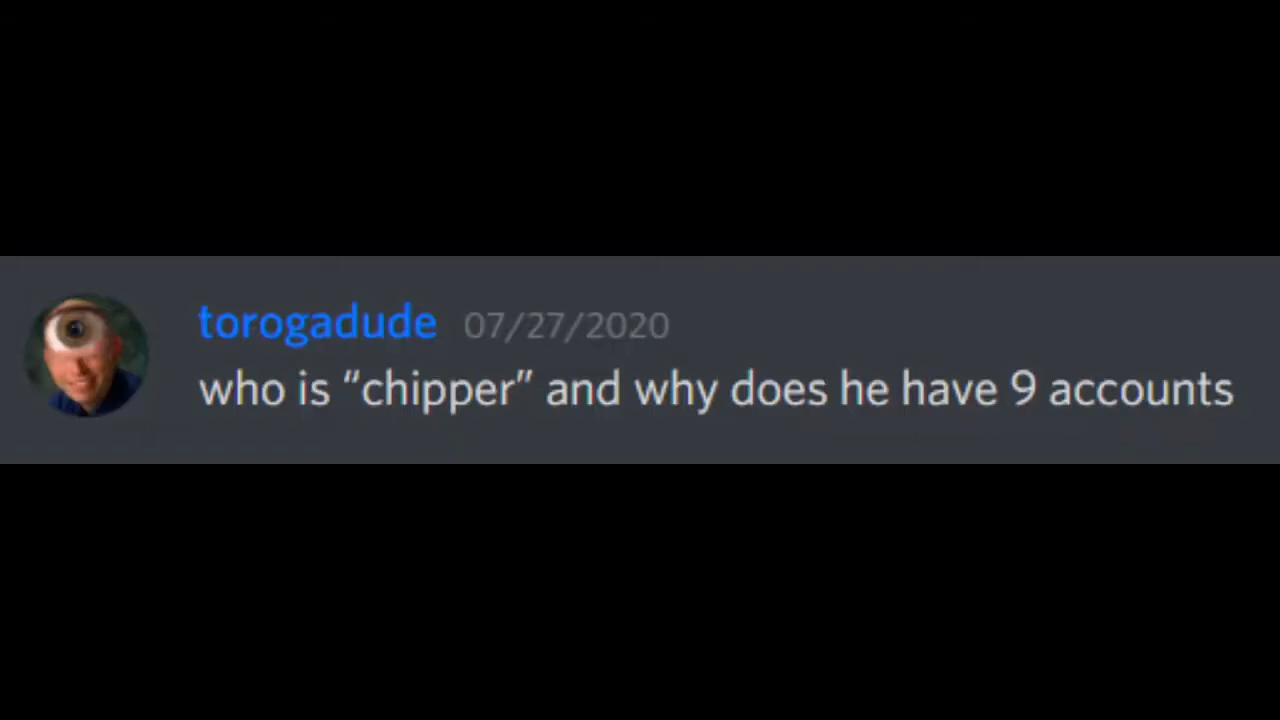 torogadude 07/27/2020
who is “chipper” and why does he have 9 accounts